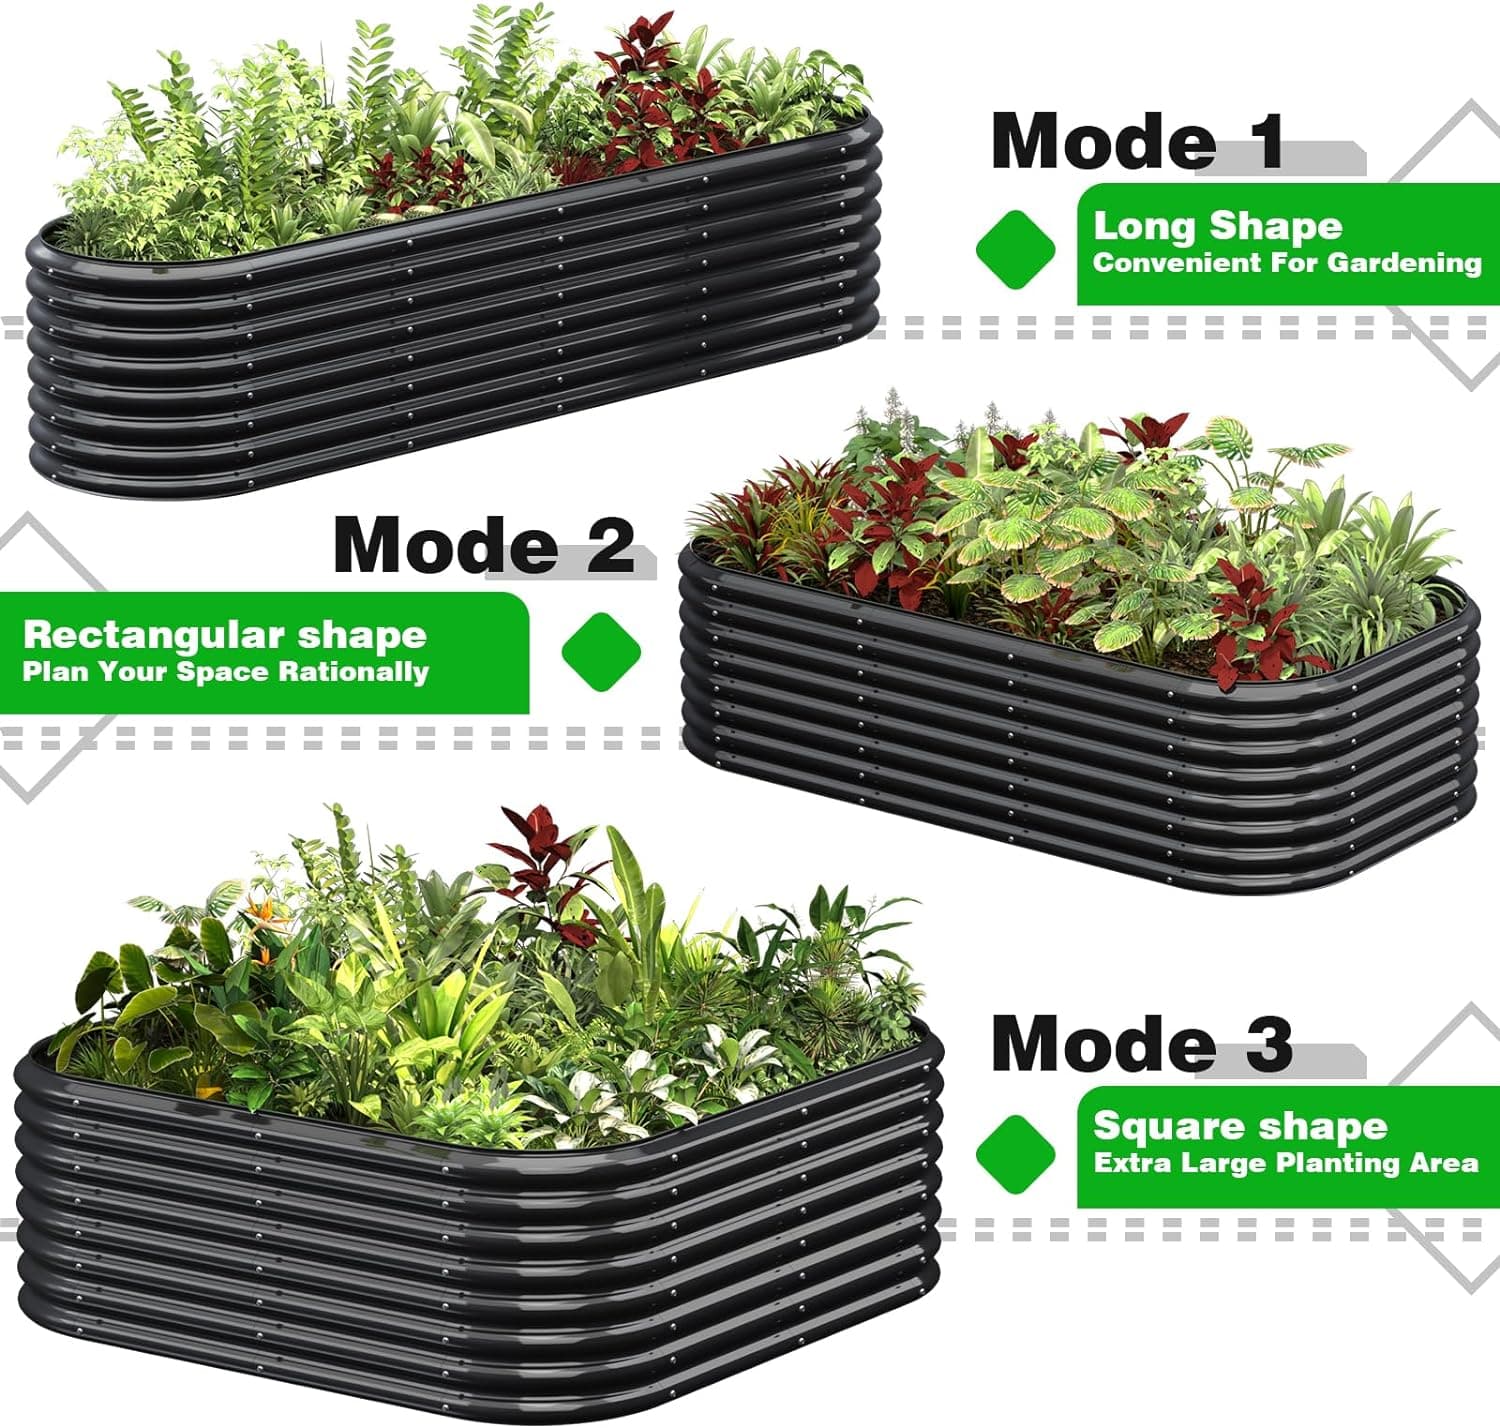 Mode 1
Long Shape
Convenient For Gardening
Mode 2
Rectangular shape
Plan Your Space Rationally
Mode 3
Square shape
Extra Large Planting Area